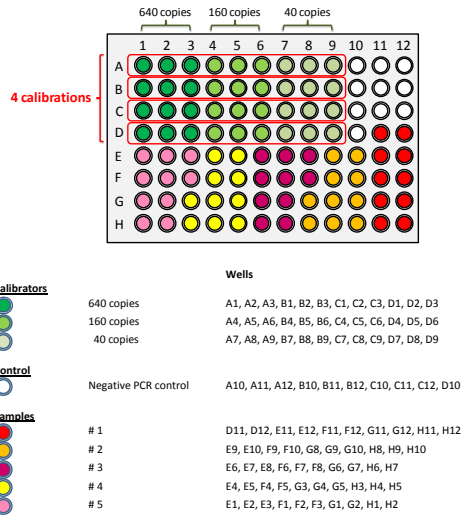 640 copies 160 copies 40 copies
1 2 3 4 5 6 7 8 9 10 11 12
A
B
4 calibrations
C
D
E
F
G
H
Wells
alibrators
640 copies A1, A2, A3, B1, B2, B3, C1, C2, C3, D1, D2, D3
160 copies A4, A5, A6, B4, B5, B6, C4, C5, C6, D4, D5, D6
40 copies A7, A8, A9, B7, B8, B9, C7, C8, C9, D7, D8, D9
ontrol
Negative PCR control A10, A11, A12, B10, B11, B12, C10, C11, C12, D10
amples
# 1 D11, D12, E11, E12, F11, F12, G11, G12, H11, H12
# 2 E9, E10, F9, F10, G8, G9, G10, H8, H9, H10
# 3 E6, E7, E8, F6, F7, F8, G6, G7, H6, H7
# 4 E4, E5, F4, F5, G3, G4, G5, H3, H4, H5
# 5 E1, E2, E3, F1, F2, F3, G1, G2, H1, H2